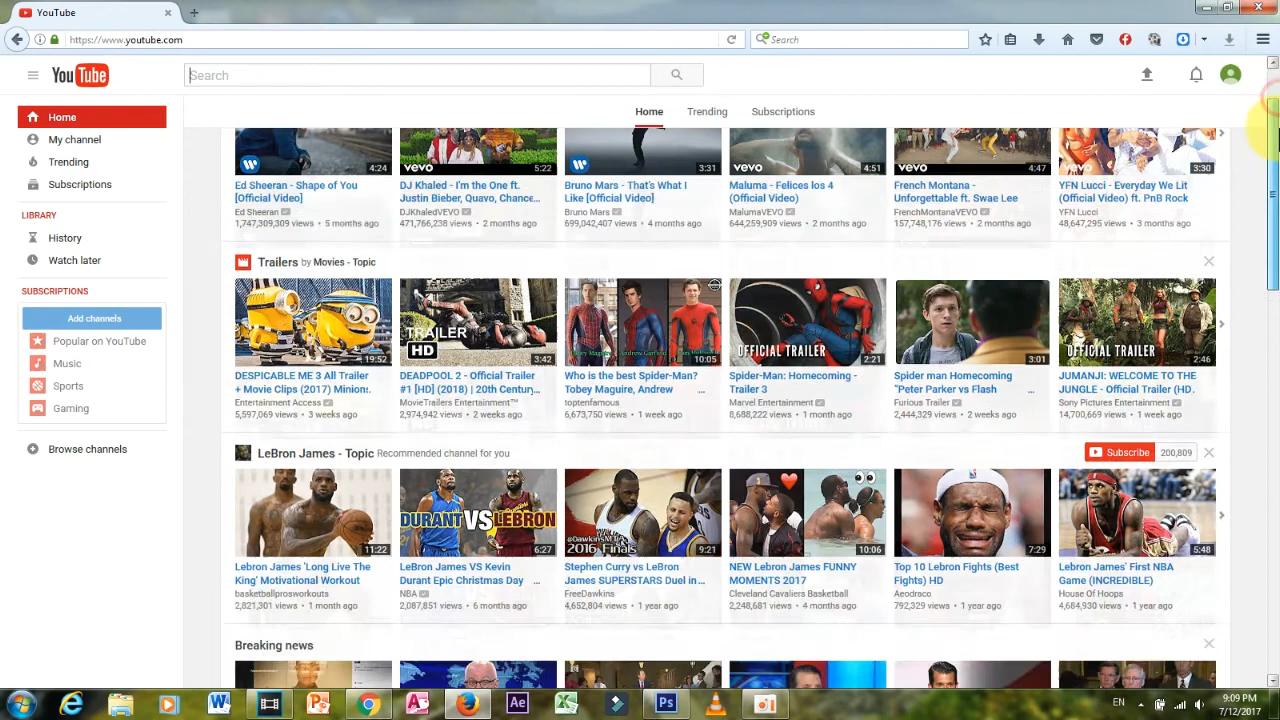 YouTube
https://www.youtube.com
Search
YouTube
Search
Home
Trending
Subscriptions
Home
My channel
Trending
Subscriptions
LIBRARY
History
Watch later
SUBSCRIPTIONS
Add channels
Popular on YouTube
Music
Sports
Gaming
Browse channels
4:24
vevo
5:22
3:31
vevo
4:51
vevo
4:47
vevo
3:30
Ed Sheeran - Shape of You
[Official Video]
Ed Sheeran
1,747,309,309 views • 5 months ago
DJ Khaled - I'm the One ft.
Justin Bieber, Quavo, Chance...
DJKhaledVEVO
471,766,238 views • 2 months ago
Bruno Mars - That's What I
Like [Official Video]
Bruno Mars
699,042,407 views • 4 months ago
Maluma - Felices los 4
(Official Video)
MalumaVEVO
644,259,909 views • 2 months ago
French Montana -
Unforgettable ft. Swae Lee
FrenchMontanaVEVO
157,748,176 views • 2 months ago
YFN Lucci - Everyday We Lit
(Official Video) ft. PnB Rock
YFN Lucci
48,647,295 views • 3 months ago
Trailers by Movies - Topic
19:52
TRAILER
HD
3:42
Andrew Garfield
10:05
OFFICIAL TRAILER
2:21
3:01
OFFICIAL TRAILER
2:46
DESPICABLE ME 3 All Trailer
+ Movie Clips (2017) Minions
Entertainment Access
5,597,069 views • 3 weeks ago
DEADPOOL 2 - Official Trailer
#1 [HD] (2018) | 20th Century...
MovieTrailers Entertainment™
2,974,942 views • 2 weeks ago
Who is the best Spider-Man?
Tobey Maguire, Andrew ...
toptenfamous
6,673,750 views • 1 week ago
Spider-Man: Homecoming -
Trailer 3
Marvel Entertainment
8,688,222 views • 1 month ago
Spider man Homecoming
"Peter Parker vs Flash ...
Furious Trailer
2,444,329 views • 2 weeks ago
JUMANJI: WELCOME TO THE
JUNGLE - Official Trailer (HD.
Sony Pictures Entertainment
14,700,669 views • 1 week ago
LeBron James - Topic Recommended channel for you
Subscribe 200,809
11:22
DURANT VS LEBRON
6:27
@DawkinsMTA
2016 Finals
9:21
10:06
7:29
5:48
Lebron James 'Long Live The
King' Motivational Workout
basketballprosworkouts
2,821,301 views • 1 month ago
LeBron James VS Kevin
Durant Epic Christmas Day ...
NBA
2,087,851 views • 6 months ago
Stephen Curry vs LeBron
James SUPERSTARS Duel in...
FreeDawkins
4,652,804 views • 1 year ago
NEW Lebron James FUNNY
MOMENTS 2017
Cleveland Cavaliers Basketball
2,248,681 views • 4 months ago
Top 10 Lebron Fights (Best
Fights) HD
Aeodraco
792,329 views • 1 year ago
Lebron James' First NBA
Game (INCREDIBLE)
House Of Hoops
4,684,930 views • 1 year ago
Breaking news
EN
9:09 PM
7/12/2017